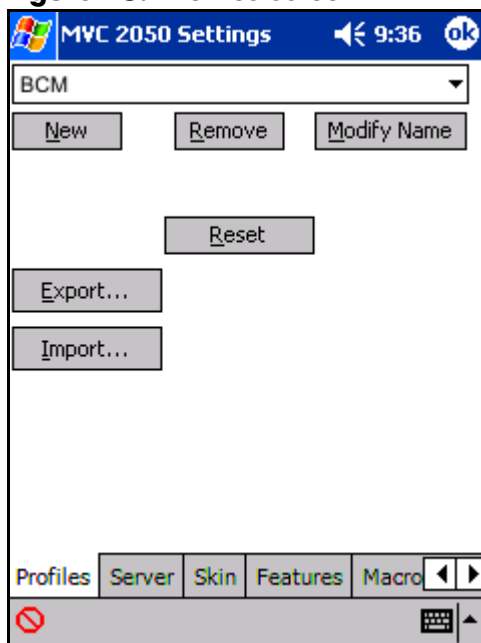 MVC 2050 Settings 9:36 ok
BCM
New Remove Modify Name
Reset
Export...
Import...
Profiles Server Skin Features Macro